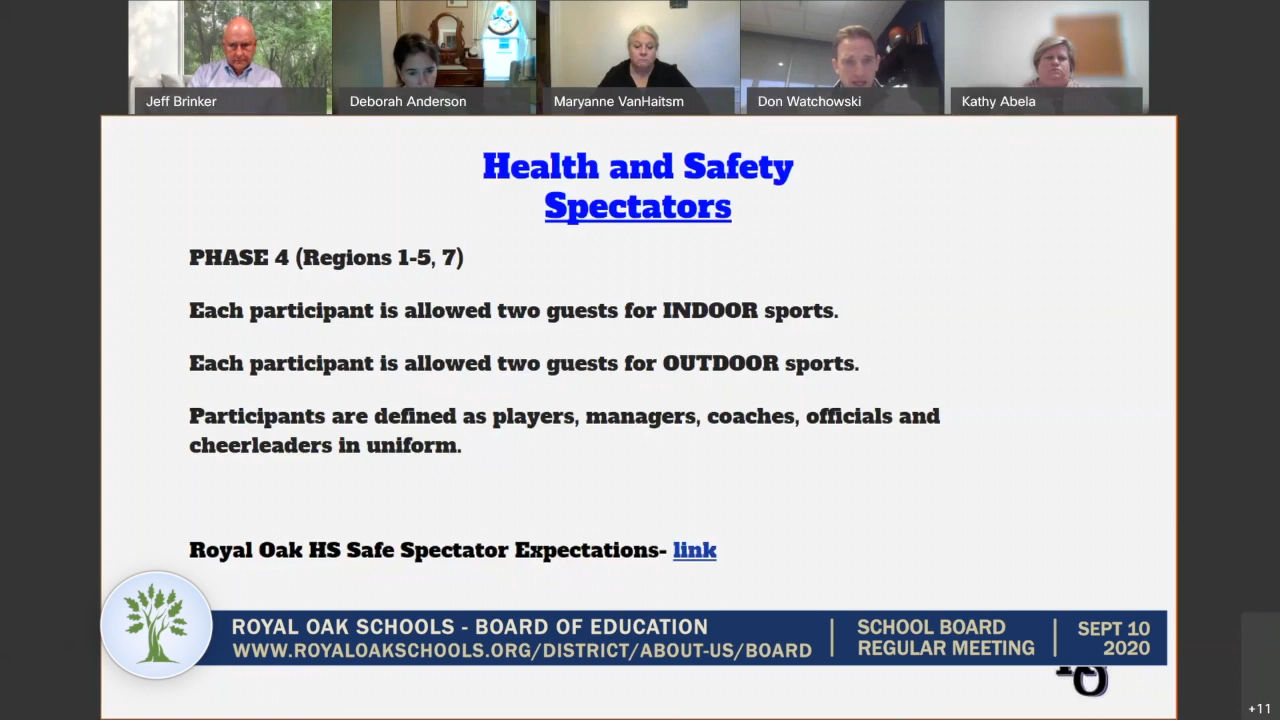 Jeff Brinker
Deborah Anderson
Maryanne VanHaitsm
Don Watchowski
Kathy Abela
Health and Safety
Spectators
PHASE 4 (Regions 1-5, 7)
Each participant is allowed two guests for INDOOR sports.
Each participant is allowed two guests for OUTDOOR sports.
Participants are defined as players, managers, coaches, officials and
cheerleaders in uniform.
Royal Oak HS Safe Spectator Expectations- link
ROYAL OAK SCHOOLS - BOARD OF EDUCATION
WWW.ROYALOAKSCHOOLS.ORG/DISTRICT/ABOUT-US/BOARD
SCHOOL BOARD
REGULAR MEETING
SEPT 10
2020
+11